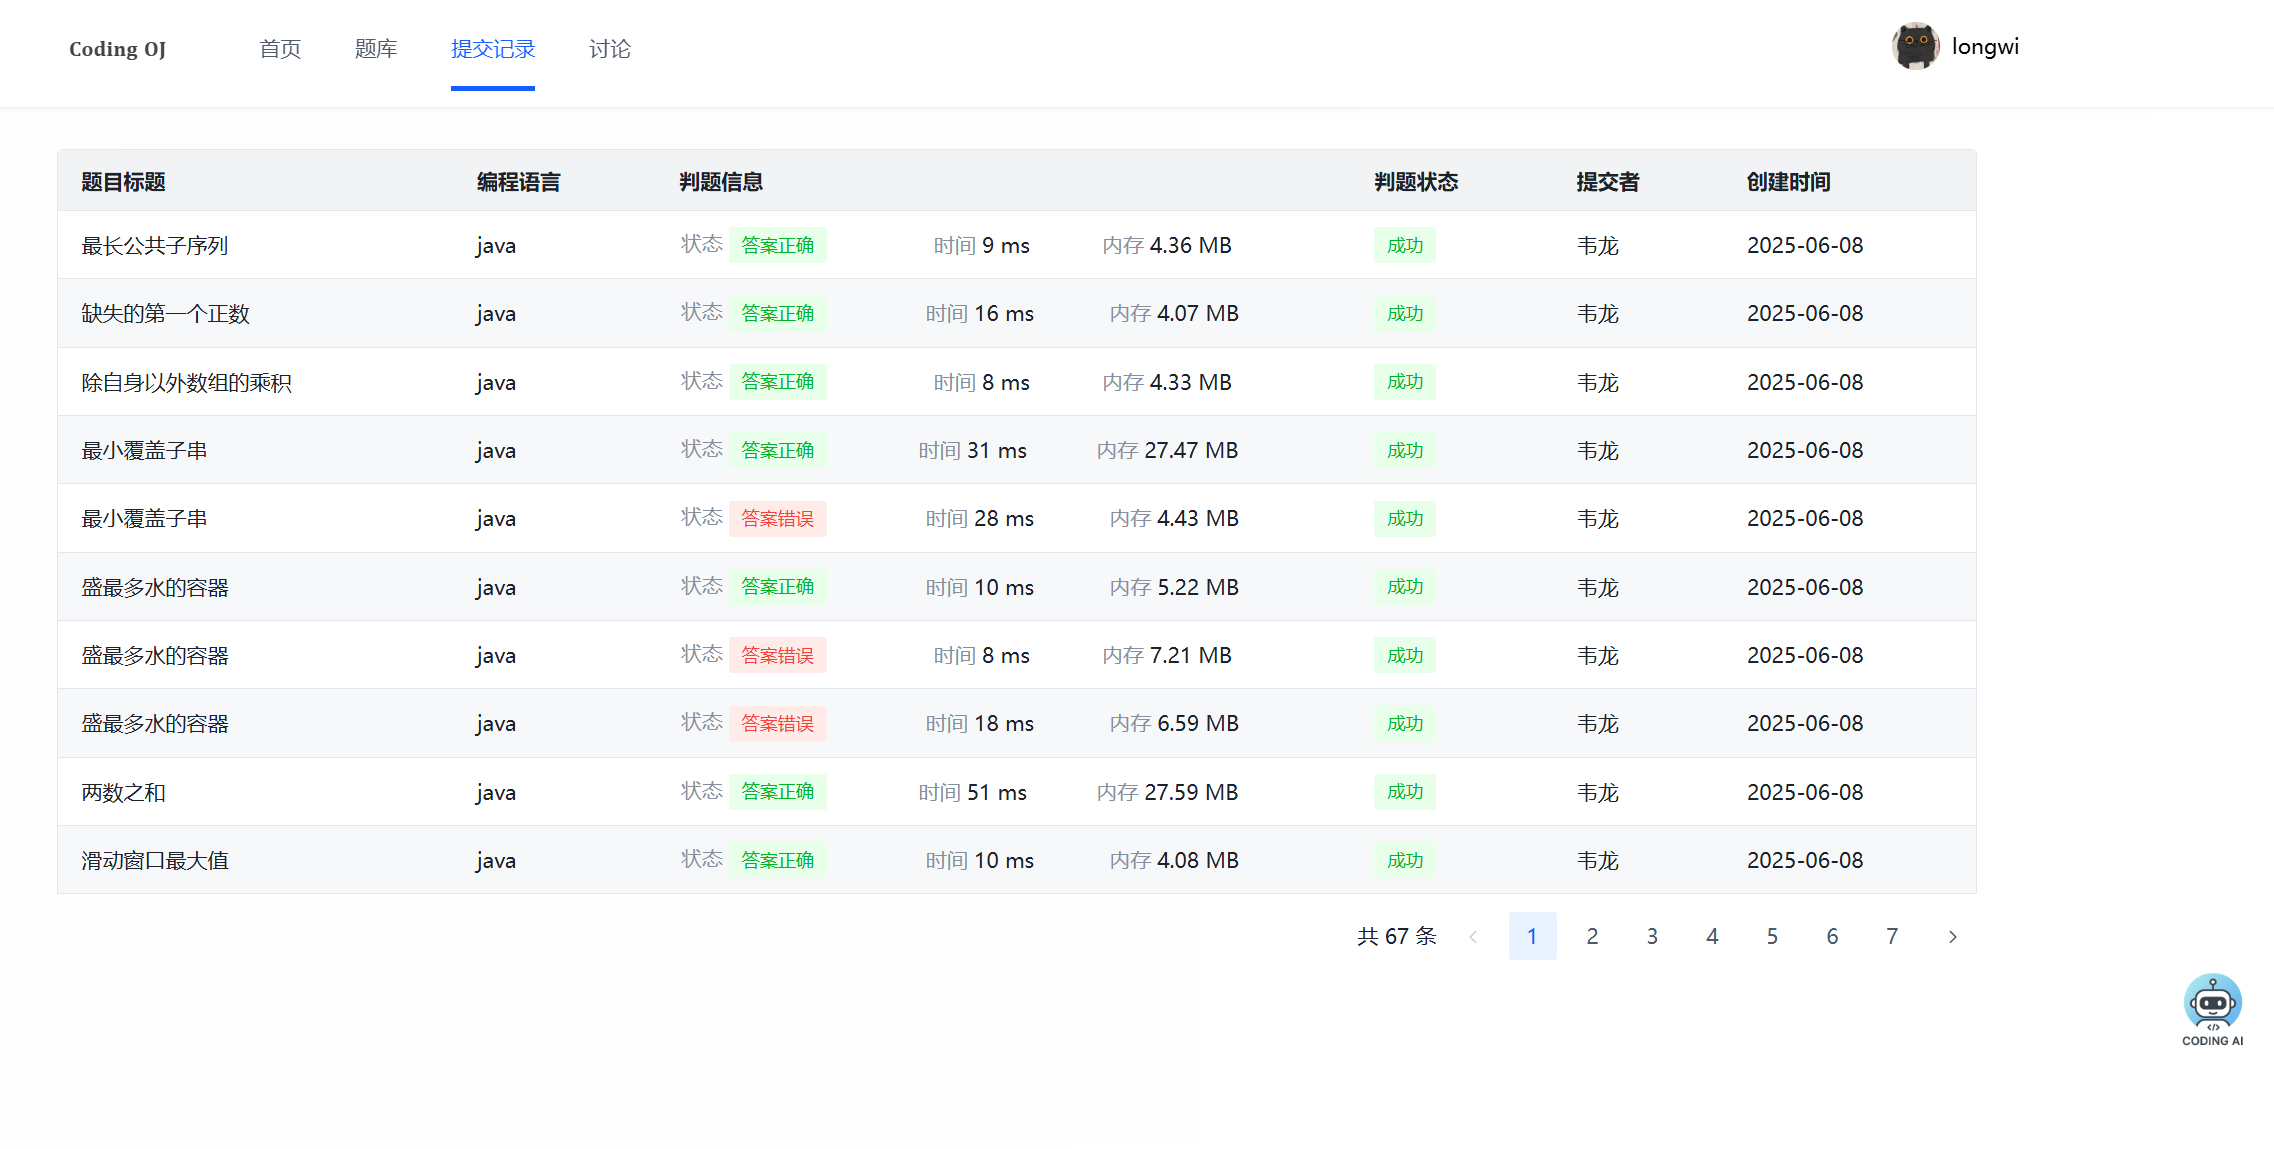 Coding OJ 首页 题库 提交记录 讨论 longwi
题目标题 编程语言 判题信息 判题状态 提交者 创建时间
最长公共子序列 java 状态 答案正确 时间 9 ms 内存 4.36 MB 成功 韦龙 2025-06-08
缺失的第一个正数 java 状态 答案正确 时间 16 ms 内存 4.07 MB 成功 韦龙 2025-06-08
除自身以外数组的乘积 java 状态 答案正确 时间 8 ms 内存 4.33 MB 成功 韦龙 2025-06-08
最小覆盖子串 java 状态 答案正确 时间 31 ms 内存 27.47 MB 成功 韦龙 2025-06-08
最小覆盖子串 java 状态 答案错误 时间 28 ms 内存 4.43 MB 成功 韦龙 2025-06-08
盛最多水的容器 java 状态 答案正确 时间 10 ms 内存 5.22 MB 成功 韦龙 2025-06-08
盛最多水的容器 java 状态 答案错误 时间 8 ms 内存 7.21 MB 成功 韦龙 2025-06-08
盛最多水的容器 java 状态 答案错误 时间 18 ms 内存 6.59 MB 成功 韦龙 2025-06-08
两数之和 java 状态 答案正确 时间 51 ms 内存 27.59 MB 成功 韦龙 2025-06-08
滑动窗口最大值 java 状态 答案正确 时间 10 ms 内存 4.08 MB 成功 韦龙 2025-06-08
共 67 条 1 2 3 4 5 6 7
</>
CODING AI